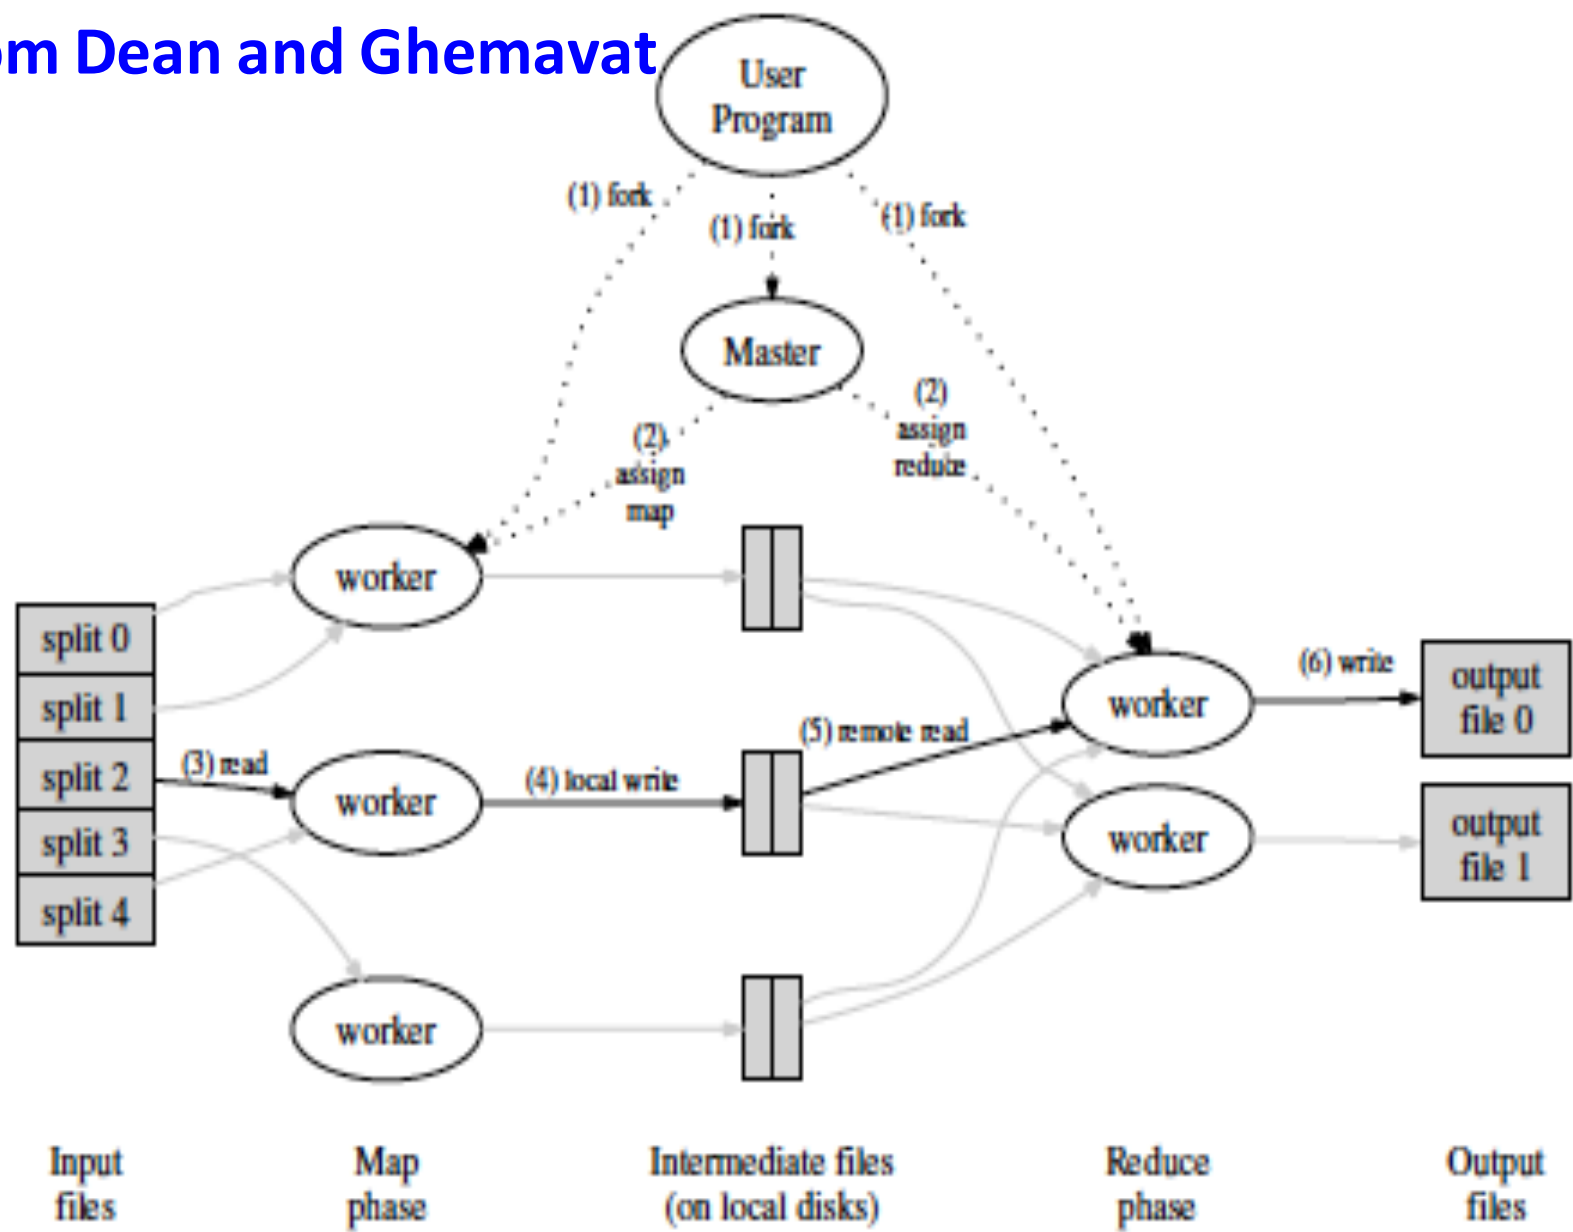 om Dean and Ghemavat
User
Program
(1) fork
(1) fork
(1) fork
Master
(2)
assign
map
(2)
assign
reduce
worker
split 0
split 1
split 2
split 3
split 4
(3) read
worker
(4) local write
(5) remote read
worker
(6) write
output
file 0
worker
output
file 1
worker
Input
files
Map
phase
Intermediate files
(on local disks)
Reduce
phase
Output
files